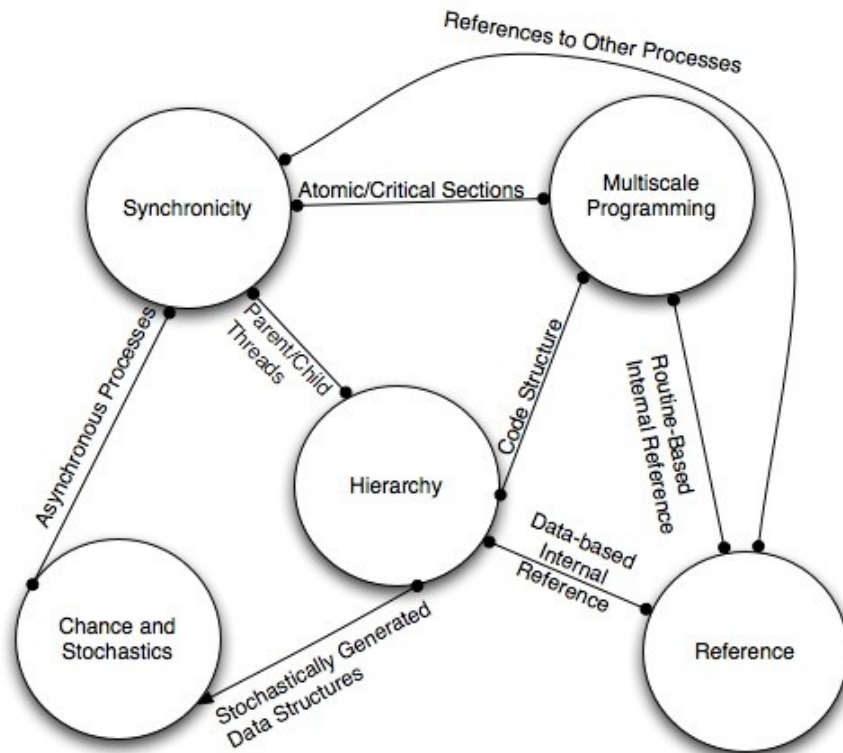 References to Other Processes
Synchronicity
Atomic/Critical Sections
Multiscale
Programming
Parent/Child
Threads
Asynchronous Processes
Code Structure
Routine-Based
Internal Reference
Hierarchy
Data-based
Internal
Reference
Chance and
Stochastics
Stochastically Generated
Data Structures
Reference